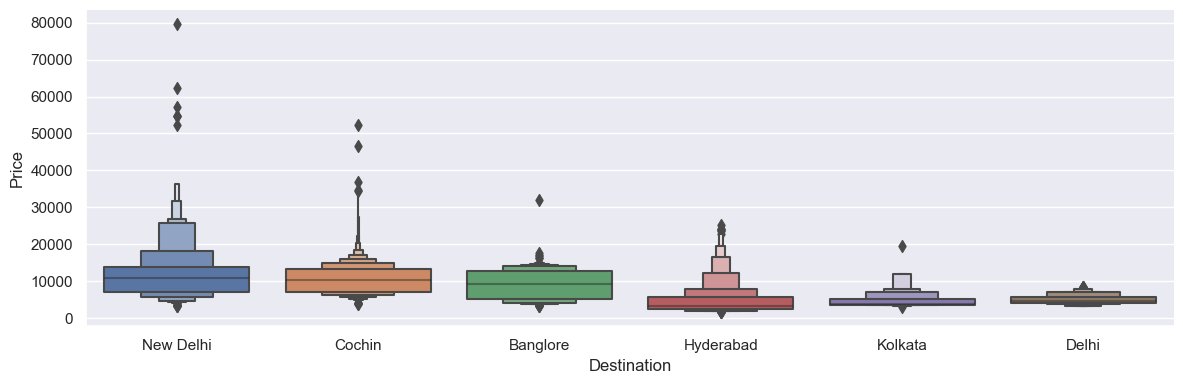 80000
70000
60000
50000
40000
30000
20000
10000
0
Price
New Delhi
Cochin
Banglore
Hyderabad
Kolkata
Delhi
Destination